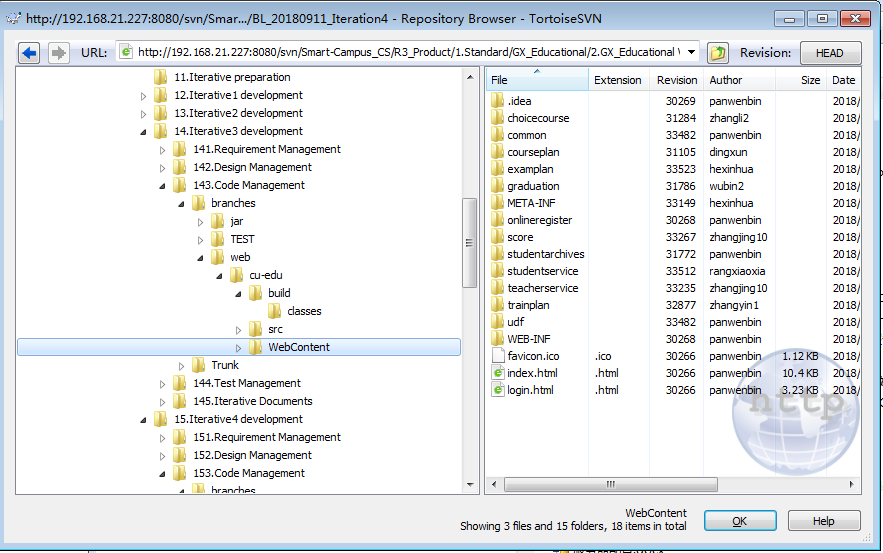 http://192.168.21.227:8080/svn/Smar.../BL_20180911_Iteration4 - Repository Browser - TortoiseSVN
URL: http://192.168.21.227:8080/svn/Smart-Campus_CS/R3_Product/1.Standard/GX_Educational/2.GX_Educational Revision: HEAD
11.Iterative preparation
12.Iterative1 development
13.Iterative2 development
14.Iterative3 development
141.Requirement Management
142.Design Management
143.Code Management
branches
jar
TEST
web
cu-edu
build
classes
src
WebContent
Trunk
144.Test Management
145.Iterative Documents
15.Iterative4 development
151.Requirement Management
152.Design Management
153.Code Management
branches
File Extension Revision Author Size Date
.idea 30269 panwenbin 2018/
choicecourse 31284 zhangli2 2018/
common 33482 panwenbin 2018/
courseplan 31105 dingxun 2018/
examplan 33523 hexinhua 2018/
graduation 31786 wubin2 2018/
META-INF 33149 hexinhua 2018/
onlineregister 30268 panwenbin 2018/
score 33267 zhangjing10 2018/
studentarchives 31772 panwenbin 2018/
studentservice 33512 rangxiaoxia 2018/
teacherservice 33235 zhangjing10 2018/
trainplan 32877 zhangyin1 2018/
udf 33482 panwenbin 2018/
WEB-INF 30268 panwenbin 2018/
favicon.ico .ico 30266 panwenbin 1.12 KB 2018/
index.html .html 30266 panwenbin 10.4 KB 2018/
login.html .html 30266 panwenbin 3.23 KB 2018/
http
WebContent
Showing 3 files and 15 folders, 18 items in total
OK
Help